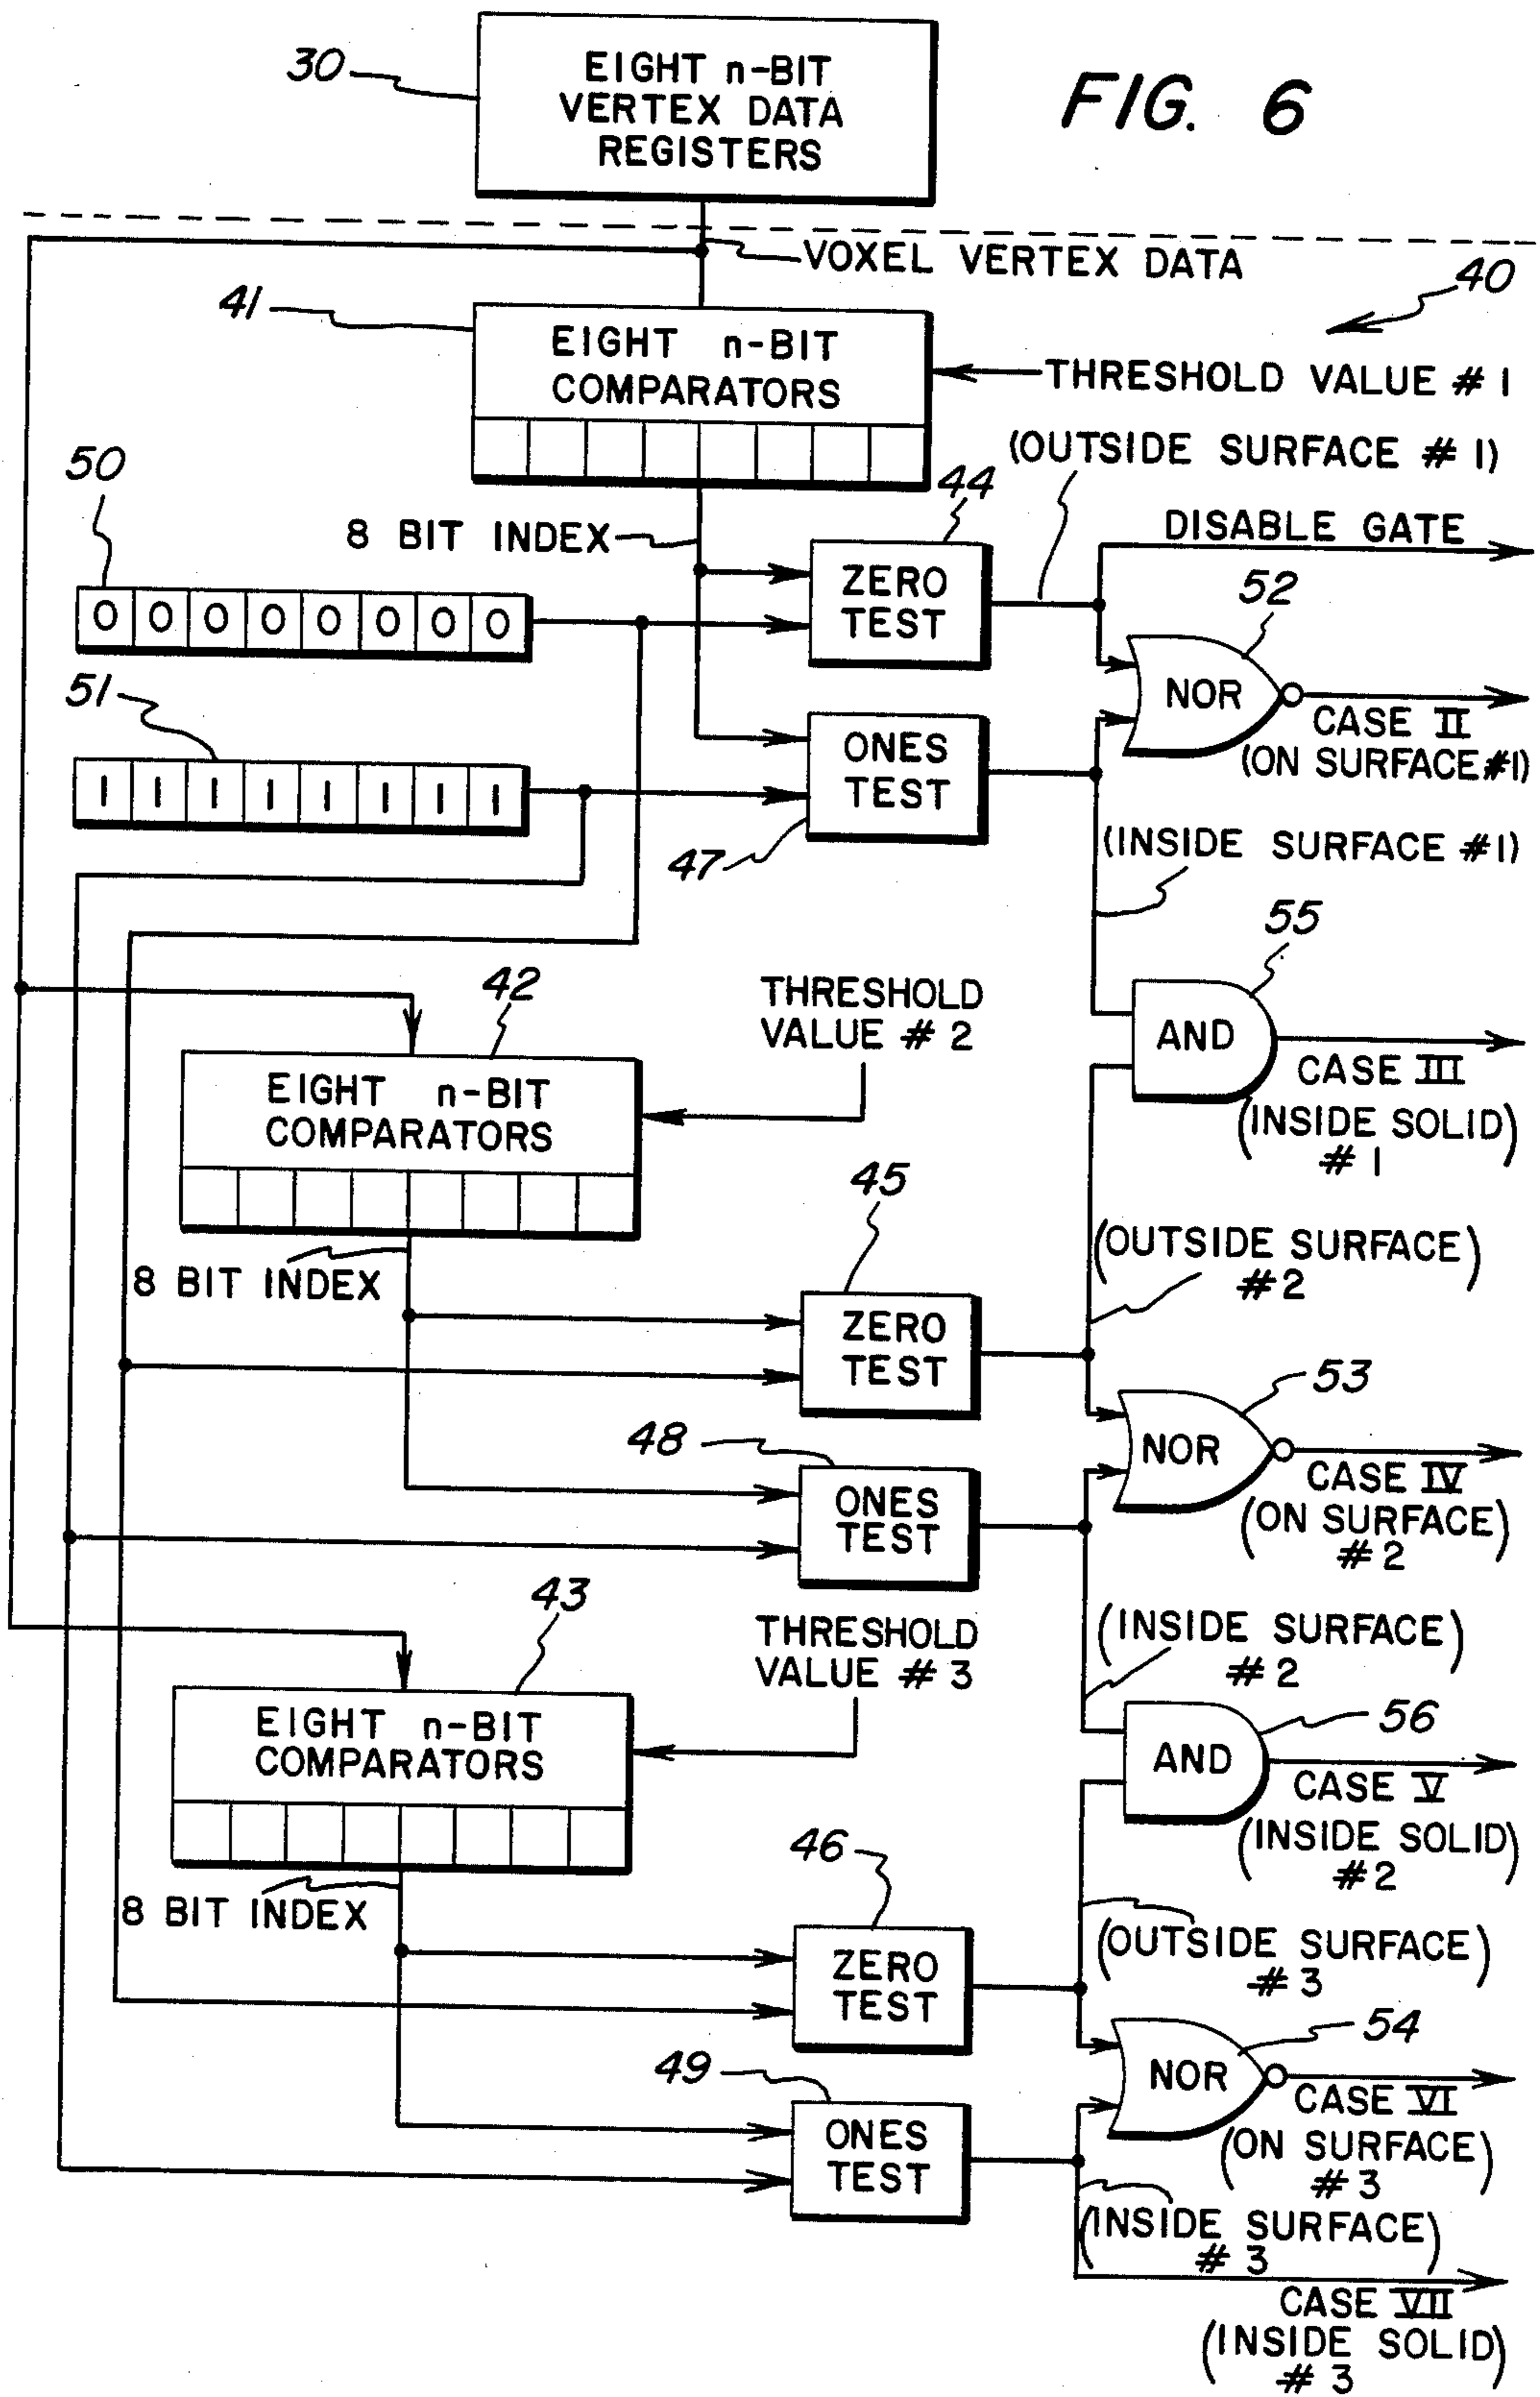 FIG. 6
30
EIGHT n-BIT
VERTEX DATA
REGISTERS
VOXEL VERTEX DATA
40
41
EIGHT n-BIT
COMPARATORS
THRESHOLD VALUE # 1
(OUTSIDE SURFACE # 1)
50
44
8 BIT INDEX
DISABLE GATE
ZERO
TEST
0 0 0 0 0 0 0 0
52
NOR
CASE II
(ON SURFACE #1)
51
1 1 1 1 1 1 1 1
ONES
TEST
47
(INSIDE SURFACE #1)
55
42
THRESHOLD
VALUE # 2
AND
CASE III
(INSIDE SOLID)
# 1
EIGHT n-BIT
COMPARATORS
45
(OUTSIDE SURFACE)
#2
8 BIT INDEX
ZERO
TEST
53
48
NOR
CASE IV
(ON SURFACE)
#2
ONES
TEST
43
THRESHOLD
VALUE # 3
(INSIDE SURFACE)
#2
56
EIGHT n-BIT
COMPARATORS
AND
CASE V
(INSIDE SOLID)
#2
46
8 BIT INDEX
(OUTSIDE SURFACE)
# 3
ZERO
TEST
54
49
NOR
CASE VI
(ON SURFACE)
# 3
ONES
TEST
(INSIDE SURFACE)
# 3
CASE VII
(INSIDE SOLID)
# 3